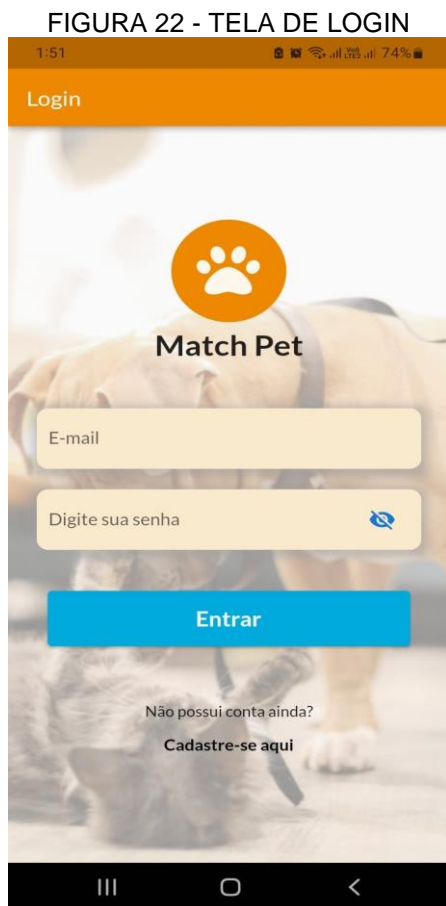 FIGURA 22 - TELA DE LOGIN
1:51
74%
Login
Match Pet
E-mail
Digite sua senha
Entrar
Não possui conta ainda?
Cadastre-se aqui